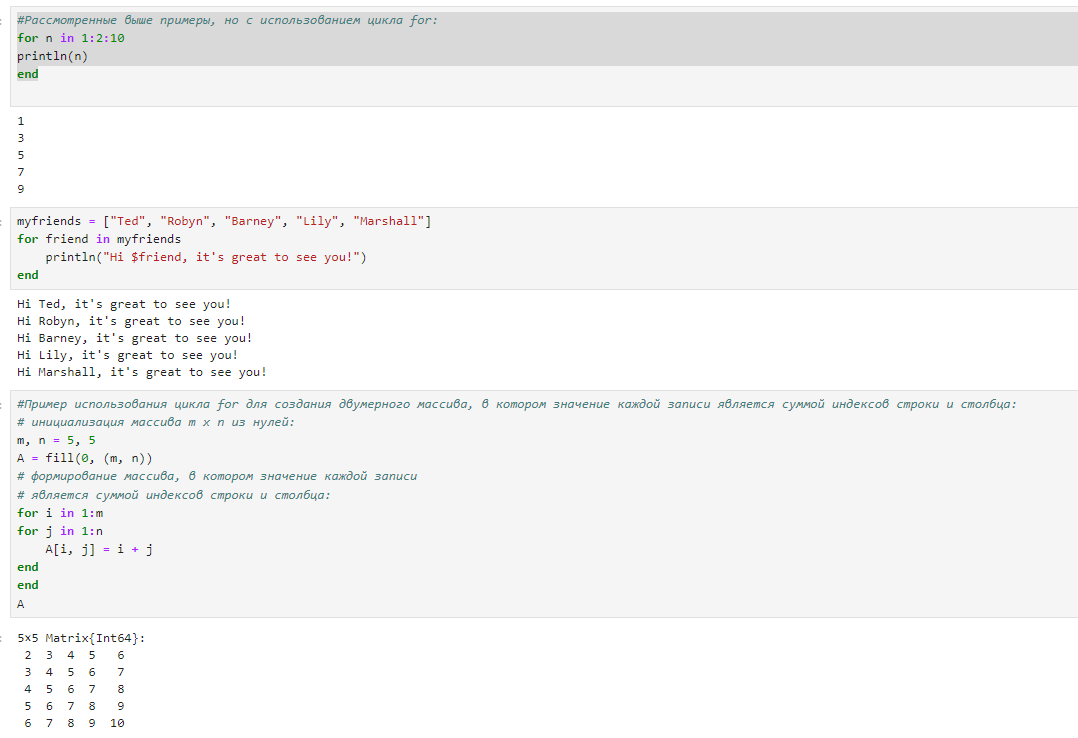 #Рассмотренные выше примеры, но с использованием цикла for:
for n in 1:2:10
println(n)
end
1
3
5
7
9
myfriends = ["Ted", "Robyn", "Barney", "Lily", "Marshall"]
for friend in myfriends
    println("Hi $friend, it's great to see you!")
end
Hi Ted, it's great to see you!
Hi Robyn, it's great to see you!
Hi Barney, it's great to see you!
Hi Lily, it's great to see you!
Hi Marshall, it's great to see you!
#Пример использования цикла for для создания двумерного массива, в котором значение каждой записи является суммой индексов строки и столбца:
# инициализация массива m x n из нулей:
m, n = 5, 5
A = fill(0, (m, n))
# формирование массива, в котором значение каждой записи
# является суммой индексов строки и столбца:
for i in 1:m
for j in 1:n
    A[i, j] = i + j
end
end
A
5×5 Matrix{Int64}:
 2  3  4  5   6
 3  4  5  6   7
 4  5  6  7   8
 5  6  7  8   9
 6  7  8  9  10